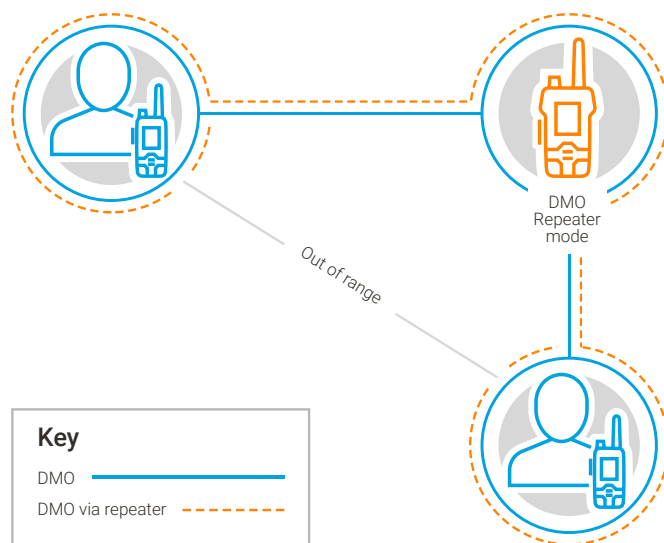 DMO
Repeater
mode
Out of range
Key
DMO
DMO via repeater